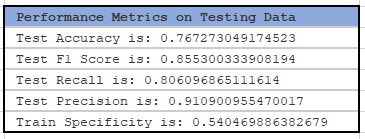 Performance Metrics on Testing Data
Test Accuracy is: 0.767273049174523
Test F1 Score is: 0.855300333908194
Test Recall is: 0.806096865111614
Test Precision is: 0.910900955470017
Train Specificity is: 0.540469886382679